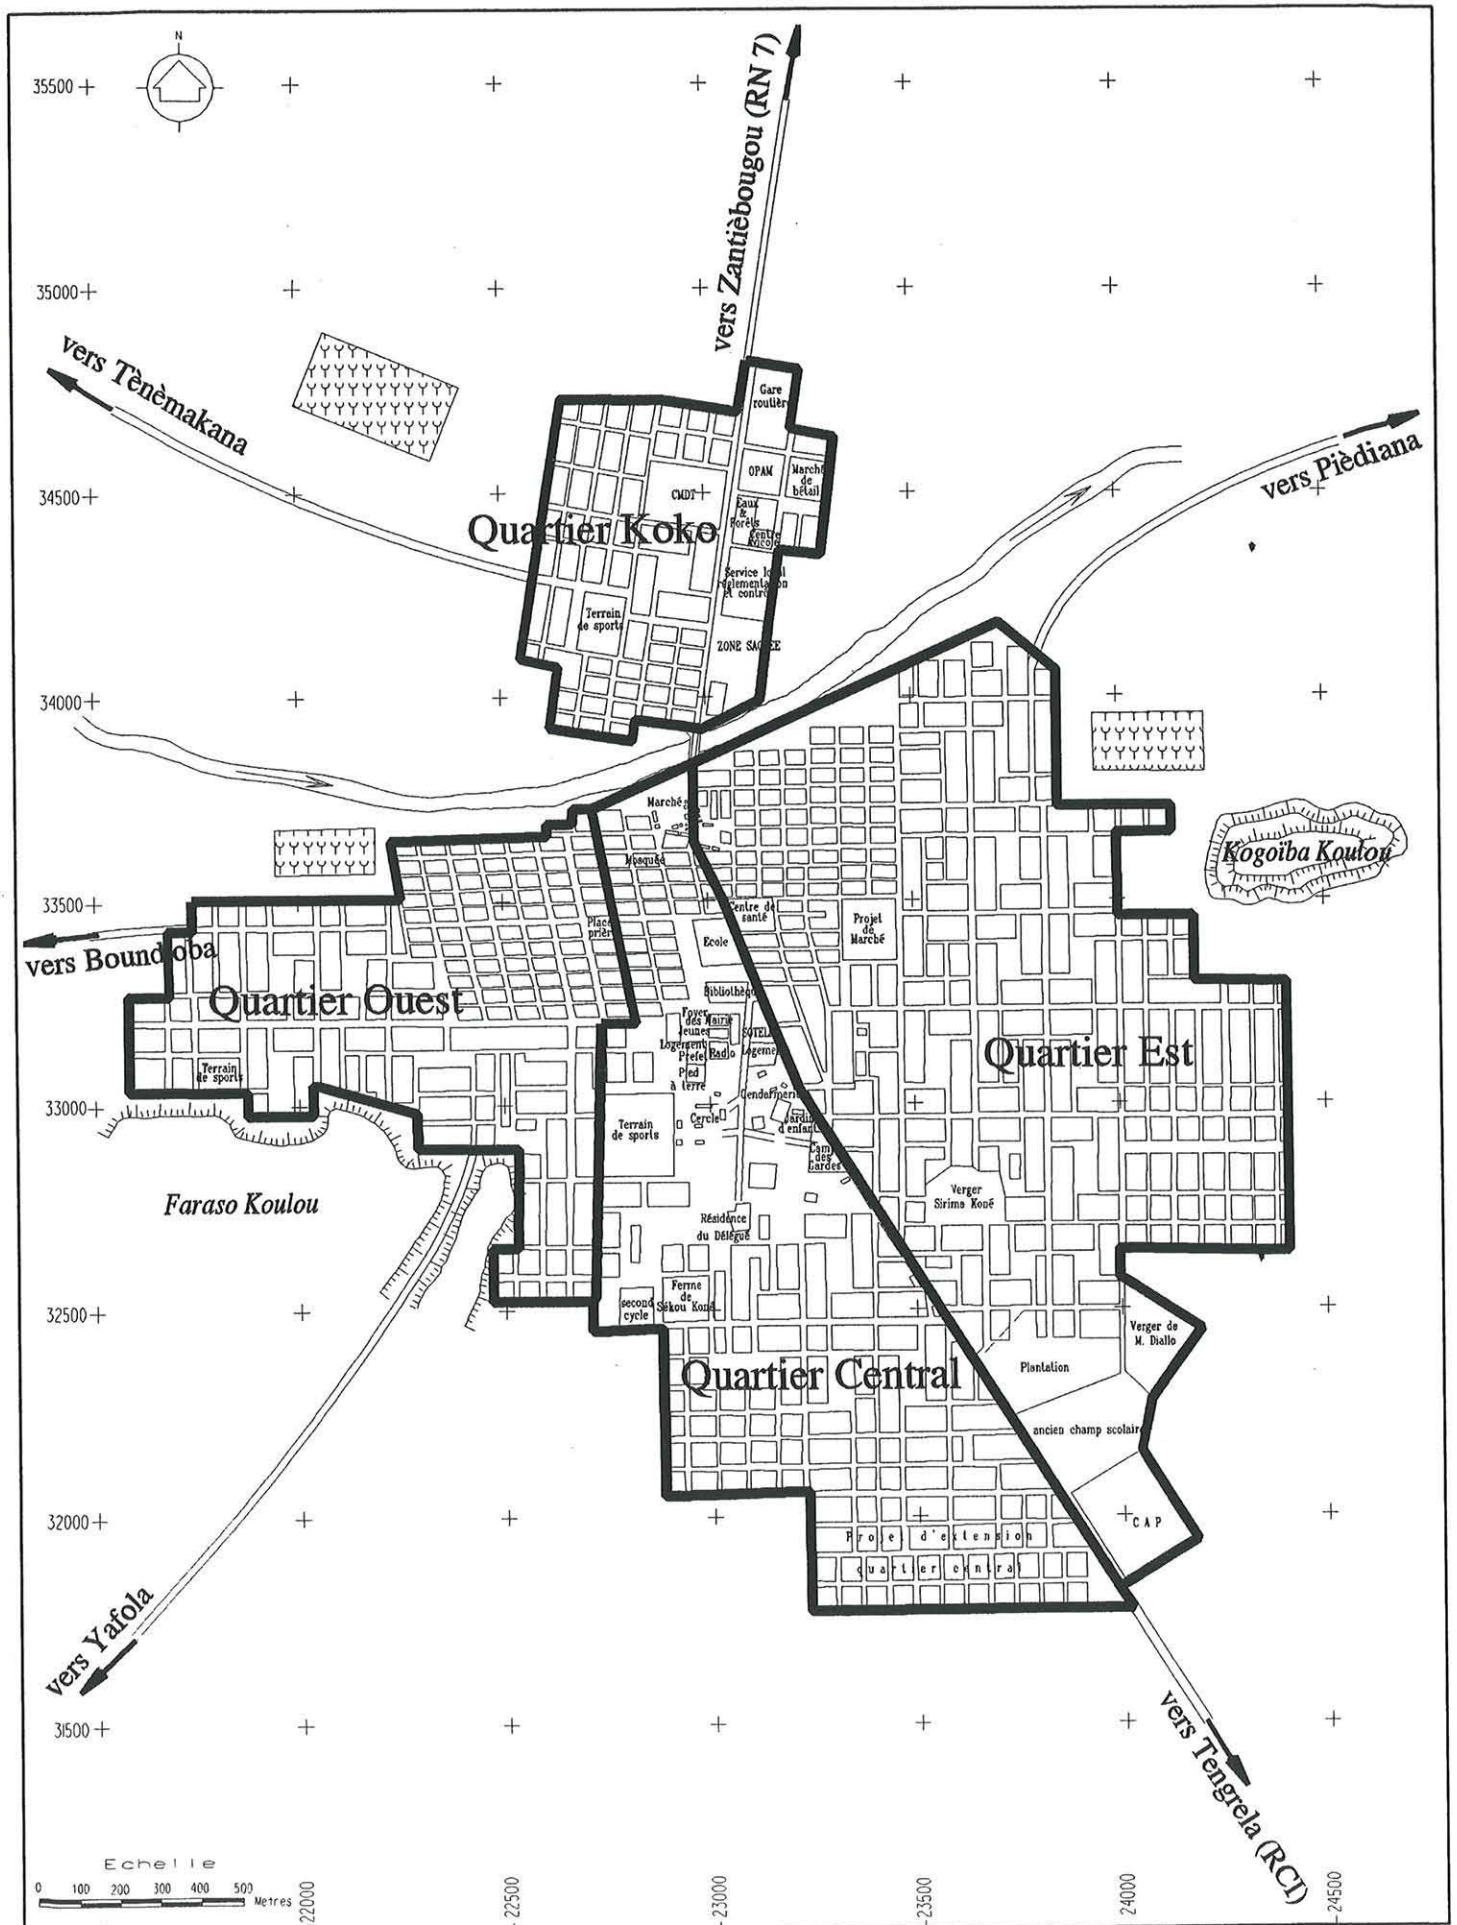 N
35500
vers Zantièbougou (RN 7)
35000
vers Tènèmakana
Gare
routière
vers Pièdiana
OPAM
Marché
de
bétail
34500
CMDT
Eaux
&
Forêts
Quartier Koko
Centre
Avicole
Service local
réglementation
et contrôle
Terrain
de sports
ZONE SACREE
34000
Marché
Kogoïba Koulou
Mosquée
33500
Centre de
santé
Projet
de
Marché
Place
prière
Ecole
vers Boundioba
Bibliothèque
Quartier Ouest
Foyer
des
Jeunes
Mairie
SOTELMA
Logement
Préfet
Radio
Logement
Quartier Est
Terrain
de sports
Pied
à terre
33000
Gendarmerie
Cercle
Jardin
d'enfants
Terrain
de sports
Camp
des
Gardes
Faraso Koulou
Verger
Sirima Koné
Résidence
du Délégué
Ferme
de
Sékou Koné
second
cycle
32500
Verger de
M. Diallo
Plantation
Quartier Central
ancien champ scolaire
32000
CAP
Projet d'extension
quartier central
vers Yafola
31500
vers Tengrela (RCI)
Echelle
0 100 200 300 400 500
Metres
22000
22500
23000
23500
24000
24500